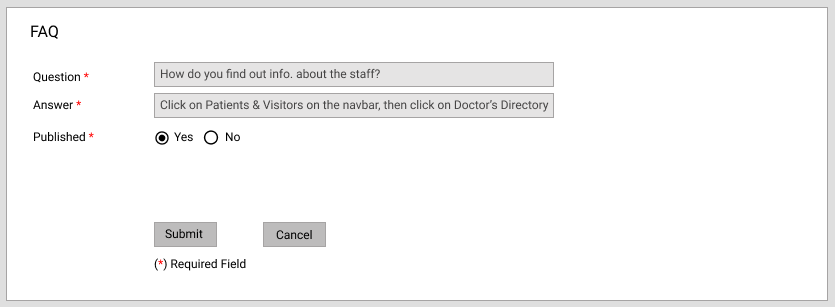 FAQ
Question * How do you find out info. about the staff?
Answer * Click on Patients & Visitors on the navbar, then click on Doctor's Directory
Published * Yes No
Submit Cancel
(*) Required Field